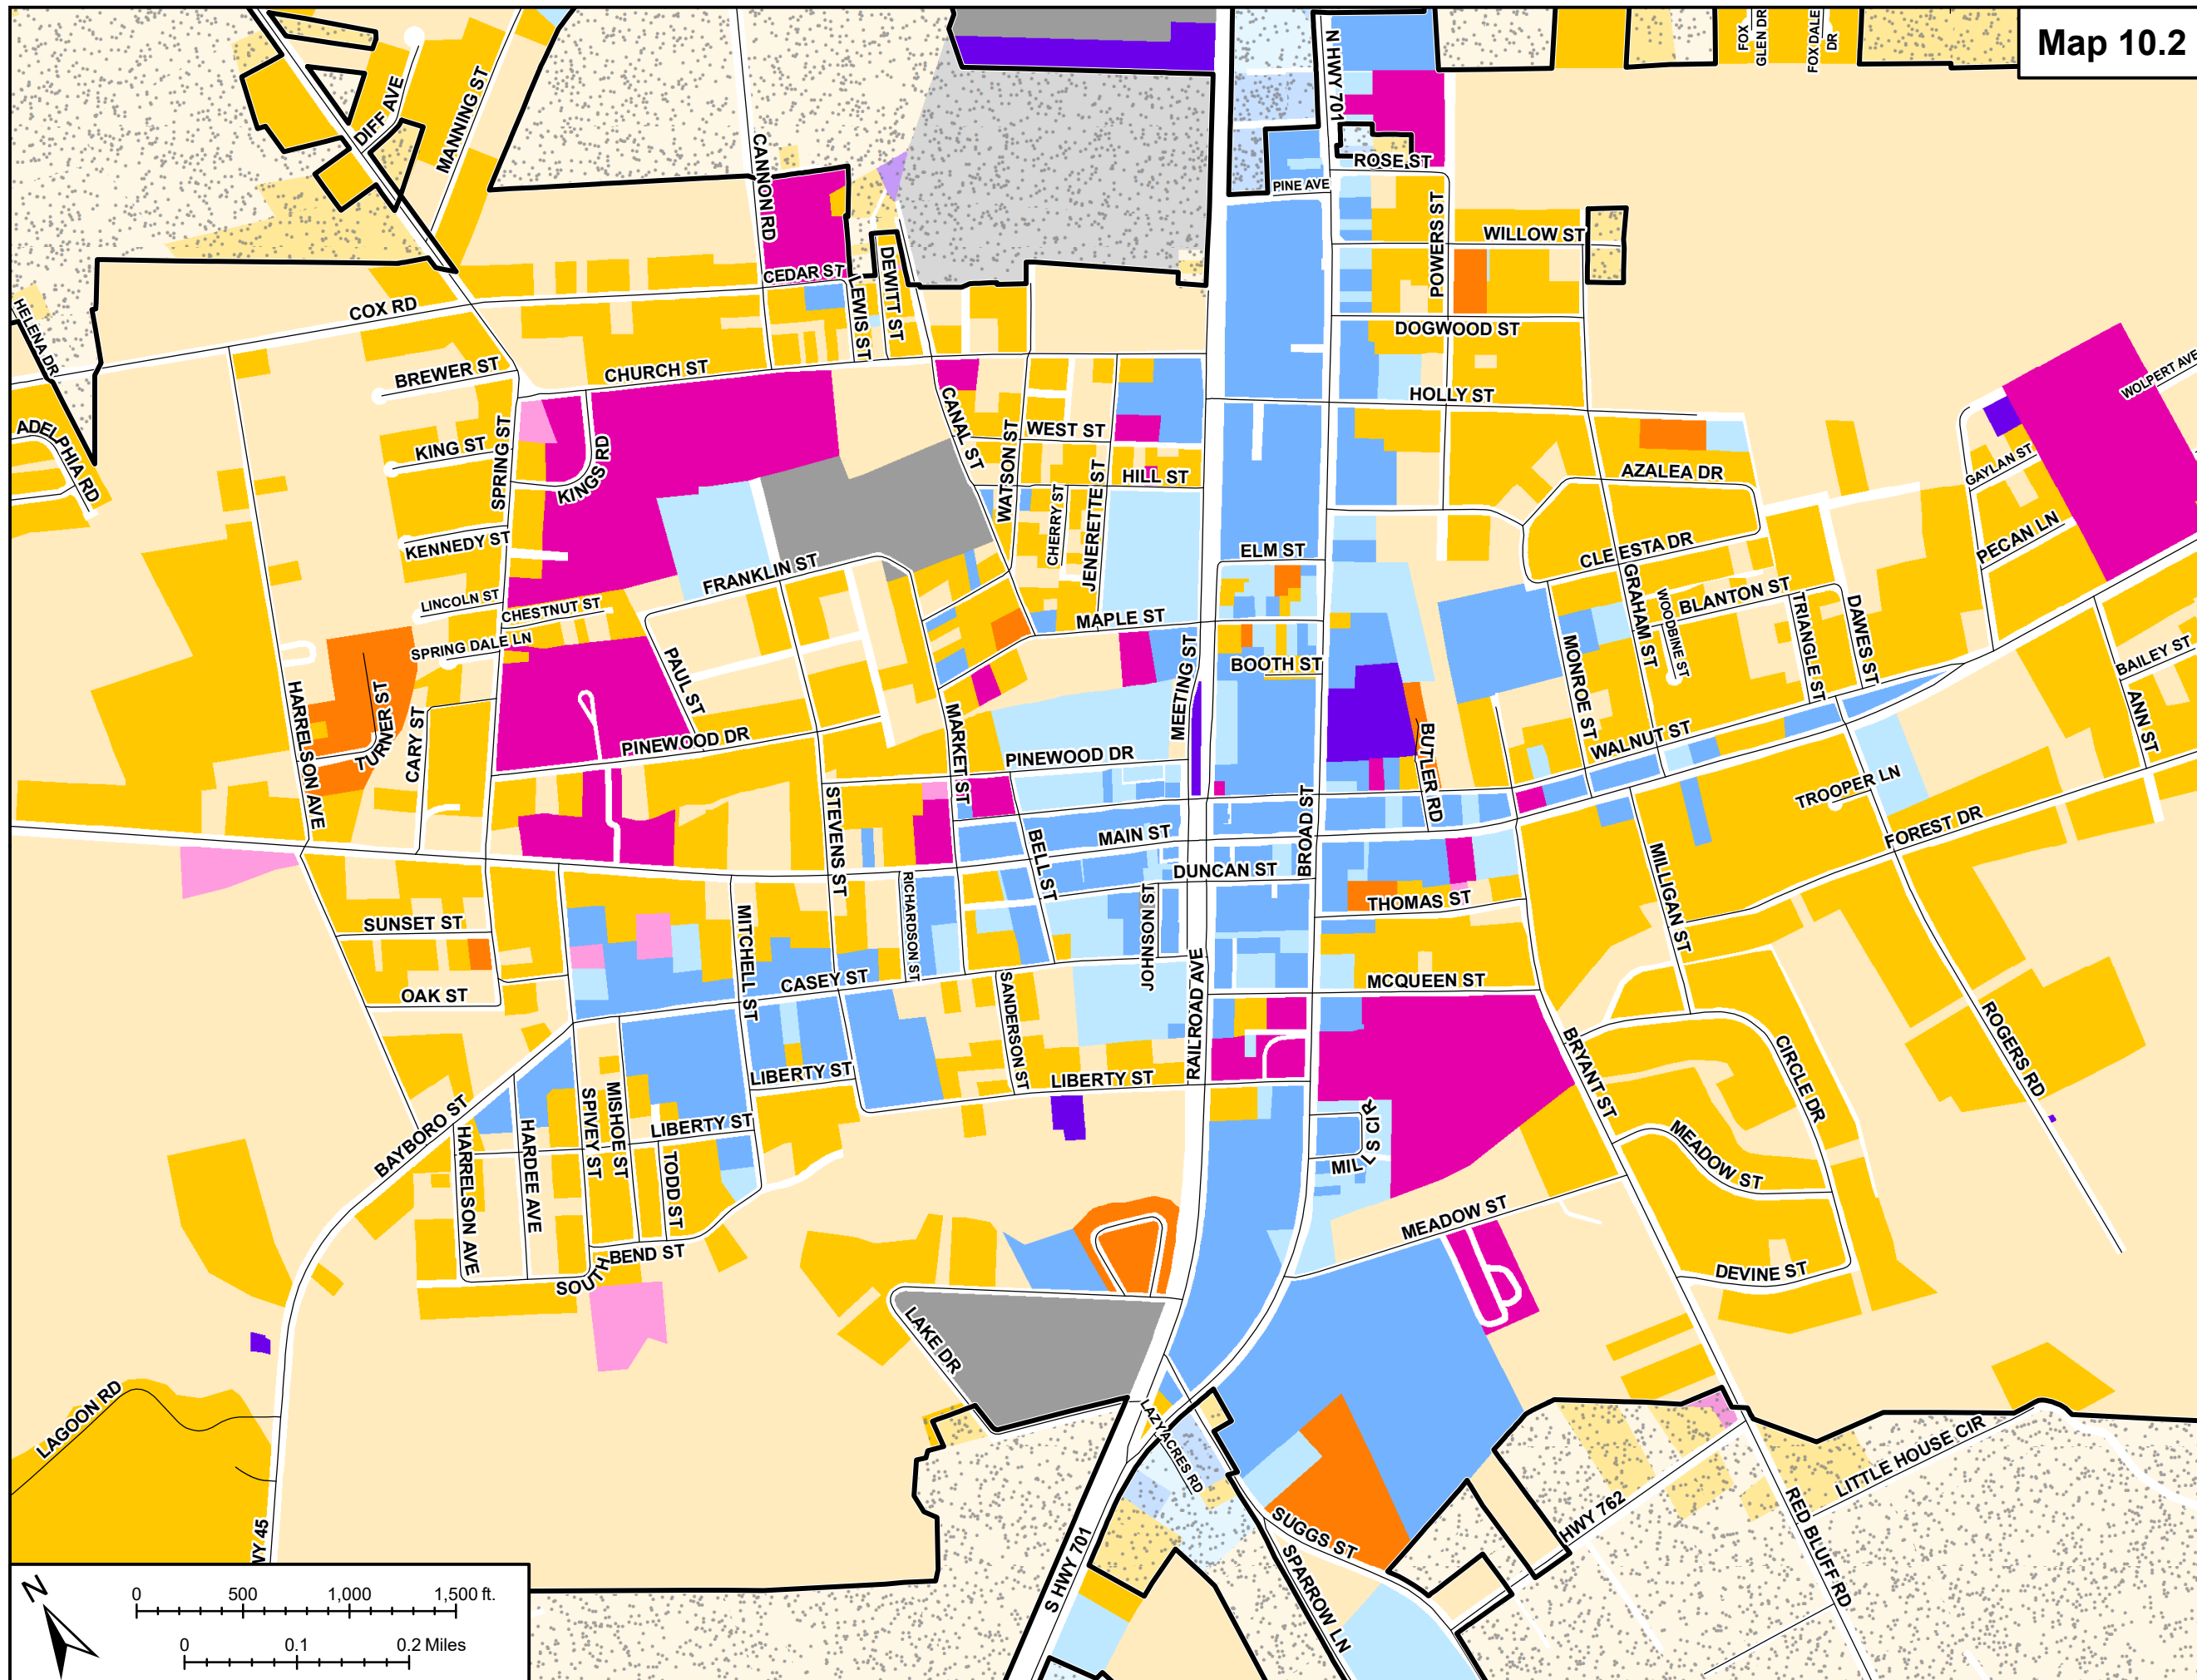 Map 10.2
FOX
GLEN DR
FOX DALE
DR
N HWY 701
DIFF AVE
MANNING ST
CANNON RD
ROSE ST
PINE AVE
POWERS ST
WILLOW ST
CEDAR ST
LEWIS ST
DEWITT ST
HELENA DR
COX RD
DOGWOOD ST
BREWER ST
CHURCH ST
HOLLY ST
WOLPERT AVE
ADELPHIA RD
KING ST
SPRING ST
KINGS RD
CANAL ST
WATSON ST
WEST ST
HILL ST
JENERETTE ST
CHERRY ST
AZALEA DR
GAYLAN ST
PECAN LN
KENNEDY ST
FRANKLIN ST
ELM ST
CLEIESTA DR
GRAHAM ST
LINCOLN ST
CHESTNUT ST
SPRING DALE LN
MAPLE ST
BLANTON ST
WOODBINE ST
TRIANGLE ST
DAWES ST
MONROE ST
PAUL ST
MEETING ST
BOOTH ST
BAILEY ST
ANN ST
HARRELSON AVE
TURNER ST
CARY ST
PINEWOOD DR
MARKET ST
PINEWOOD DR
BUTLER RD
WALNUT ST
TROOPER LN
FOREST DR
STEVENS ST
BELL ST
MAIN ST
BROAD ST
DUNCAN ST
THOMAS ST
MILLIGAN ST
RICHARDSON ST
JOHNSON ST
SUNSET ST
MITCHELL ST
CASEY ST
OAK ST
SANDERSON ST
RAILROAD AVE
MCQUEEN ST
ROGERS RD
BRYANT ST
CIRCLE DR
LIBERTY ST
LIBERTY ST
BAYBORO ST
HARRELSON AVE
HARDEE AVE
SPIVEY ST
MISHOE ST
LIBERTY ST
TODD ST
MILLS CIR
MEADOW ST
MEADOW ST
SOUTH BEND ST
DEVINE ST
LAKE DR
LAGOON RD
LAZY ACRES RD
LITTLE HOUSE CIR
HWY 762
RED BLUFF RD
SUGGS ST
SPARROW LN
S HWY 701
WY 45
N
0 500 1,000 1,500 ft.
0 0.1 0.2 Miles